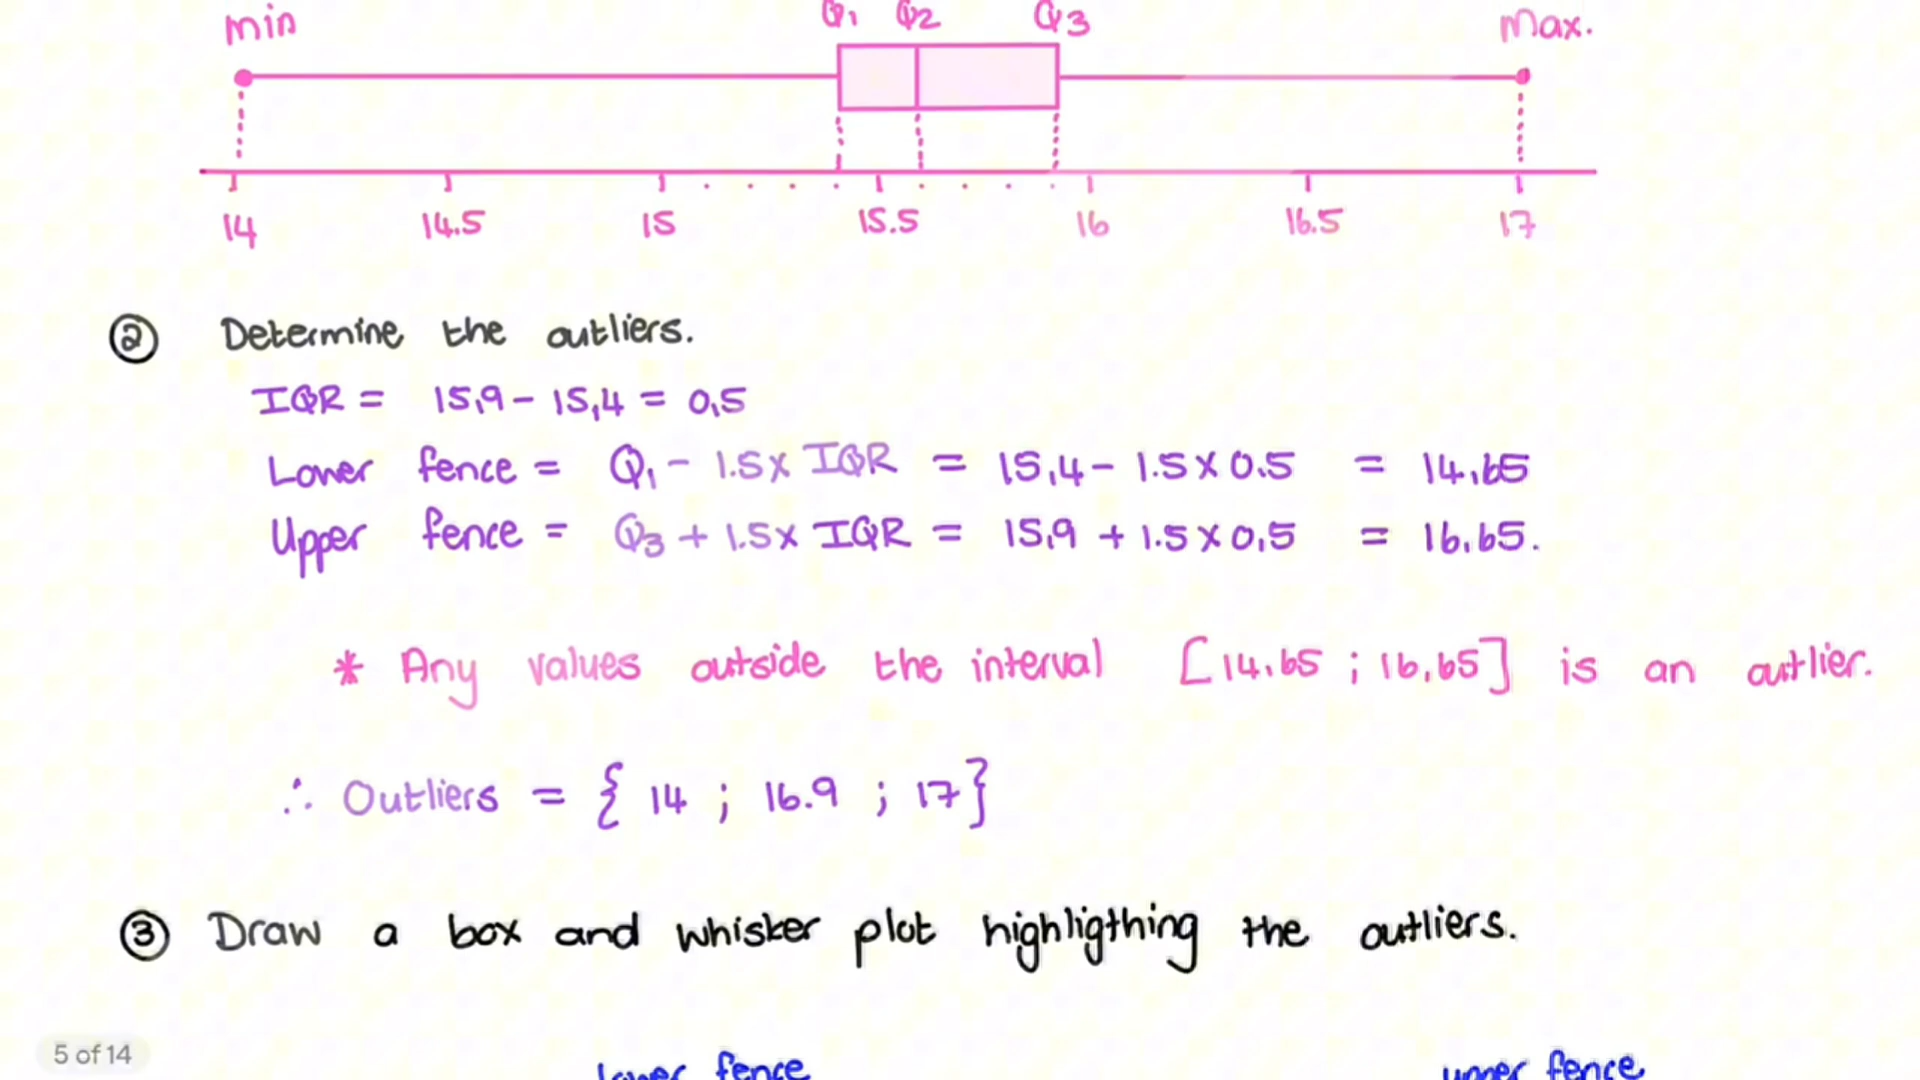 min Q1 Q2 Q3 Max.
14 14.5 15 15.5 16 16.5 17
② Determine the outliers.
IQR = 15,9 - 15,4 = 0,5
Lower fence = Q1 - 1.5 x IQR = 15,4 - 1.5 x 0.5 = 14.65
Upper fence = Q3 + 1.5 x IQR = 15,9 + 1.5 x 0,5 = 16.65.
* Any values outside the interval [14.65 ; 16.65] is an outlier.
∴ Outliers = { 14 ; 16.9 ; 17}
③ Draw a box and whisker plot highligthing the outliers.
lower fence upper fence
5 of 14